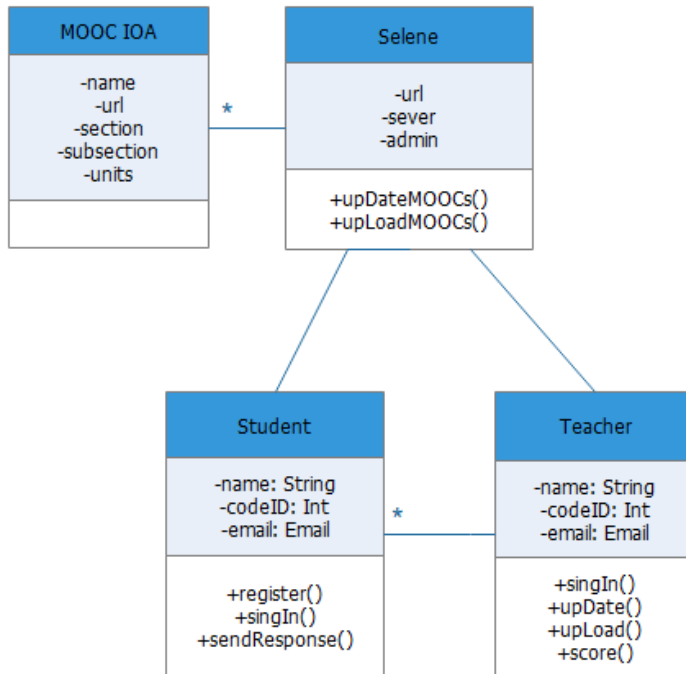 MOOC IOA
-name
-url
-section
-subsection
-units
*
Selene
-url
-sever
-admin
+upDateMOOCs()
+upLoadMOOCs()
Student
-name: String
-codeID: Int
-email: Email
+register()
+singIn()
+sendResponse()
*
Teacher
-name: String
-codeID: Int
-email: Email
+singIn()
+upDate()
+upLoad()
+score()